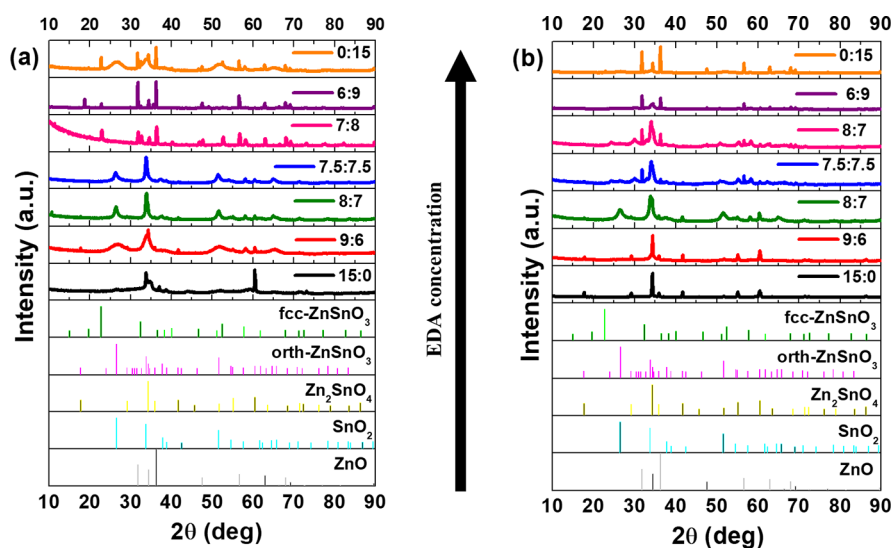 10 20 30 40 50 60 70 80 90
(a)
0:15
6:9
7:8
7.5:7.5
8:7
9:6
15:0
fcc-ZnSnO3
orth-ZnSnO3
Zn2SnO4
SnO2
ZnO
Intensity (a.u.)
10 20 30 40 50 60 70 80 90
2θ (deg)
EDA concentration
2θ (deg)
10 20 30 40 50 60 70 80 90
(b)
0:15
6:9
8:7
7.5:7.5
8:7
9:6
15:0
fcc-ZnSnO3
orth-ZnSnO3
Zn2SnO4
SnO2
ZnO
Intensity (a.u.)
10 20 30 40 50 60 70 80 90
2θ (deg)